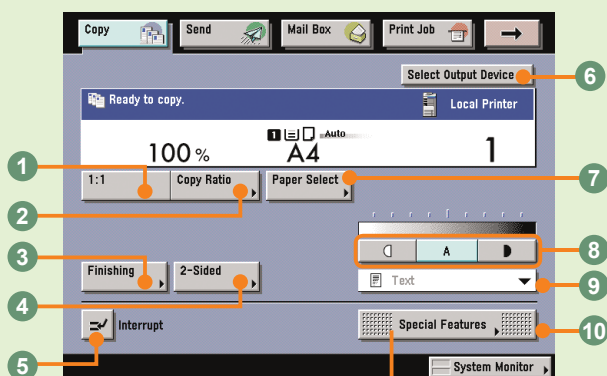 Copy Send Mail Box Print Job
Select Output Device
6
Ready to copy. Local Printer
1 Auto
100 % A4 1
1
1:1 Copy Ratio Paper Select
7
2
8
A
3
Finishing 2-Sided
Text
9
4
Interrupt Special Features
10
5
System Monitor